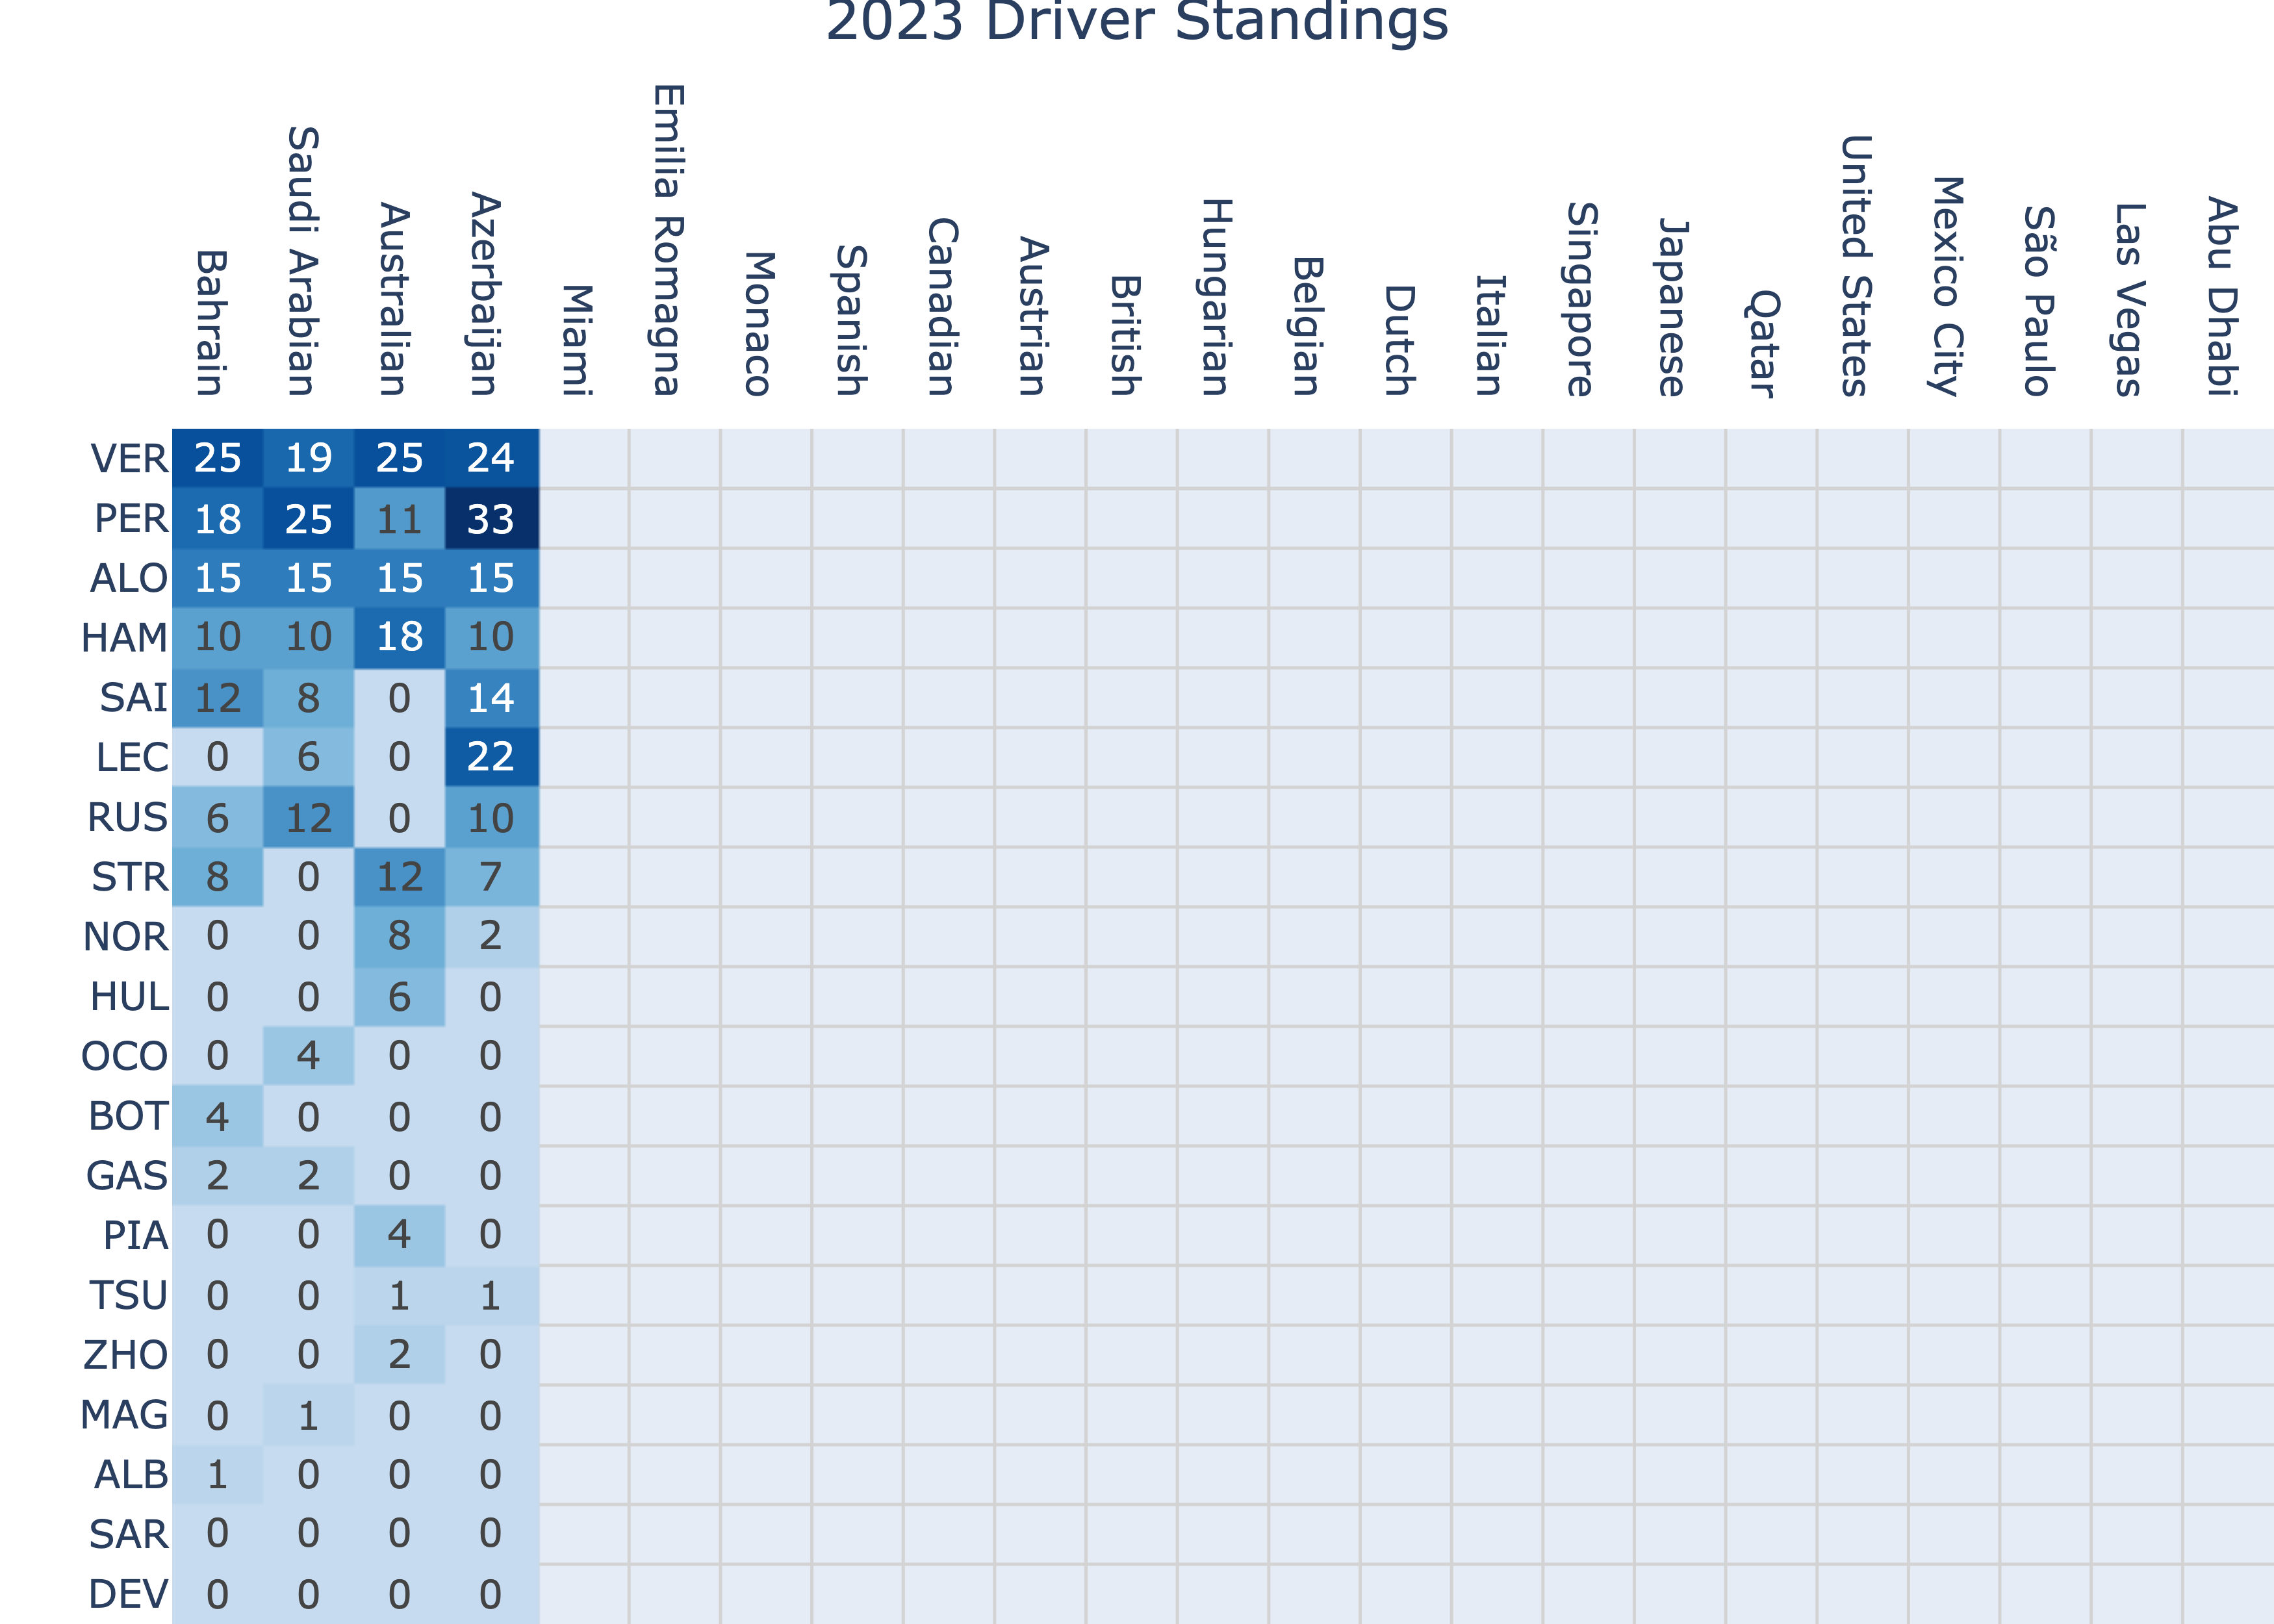 2023 Driver Standings
Bahrain
Saudi Arabian
Australian
Azerbaijan
Miami
Emilia Romagna
Monaco
Spanish
Canadian
Austrian
British
Hungarian
Belgian
Dutch
Italian
Singapore
Japanese
Qatar
United States
Mexico City
São Paulo
Las Vegas
Abu Dhabi
VER 25 19 25 24
PER 18 25 11 33
ALO 15 15 15 15
HAM 10 10 18 10
SAI 12 8 0 14
LEC 0 6 0 22
RUS 6 12 0 10
STR 8 0 12 7
NOR 0 0 8 2
HUL 0 0 6 0
OCO 0 4 0 0
BOT 4 0 0 0
GAS 2 2 0 0
PIA 0 0 4 0
TSU 0 0 1 1
ZHO 0 0 2 0
MAG 0 1 0 0
ALB 1 0 0 0
SAR 0 0 0 0
DEV 0 0 0 0